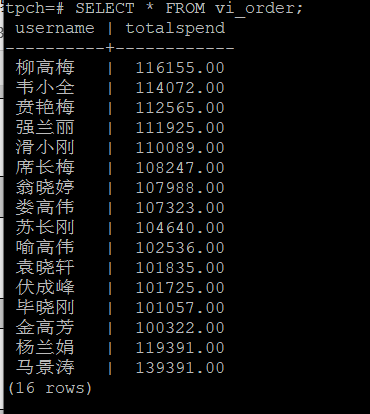 tpch=# SELECT * FROM vi_order;
username | totalspend
----------+------------
柳高梅 | 116155.00
韦小全 | 114072.00
贲艳梅 | 112565.00
强兰丽 | 111925.00
滑小刚 | 110089.00
席长梅 | 108247.00
翁晓婷 | 107988.00
娄高伟 | 107323.00
苏长刚 | 104640.00
喻高伟 | 102536.00
袁晓轩 | 101835.00
伏成峰 | 101725.00
毕晓刚 | 101057.00
金高芳 | 100322.00
杨兰娟 | 119391.00
马景涛 | 139391.00
(16 rows)